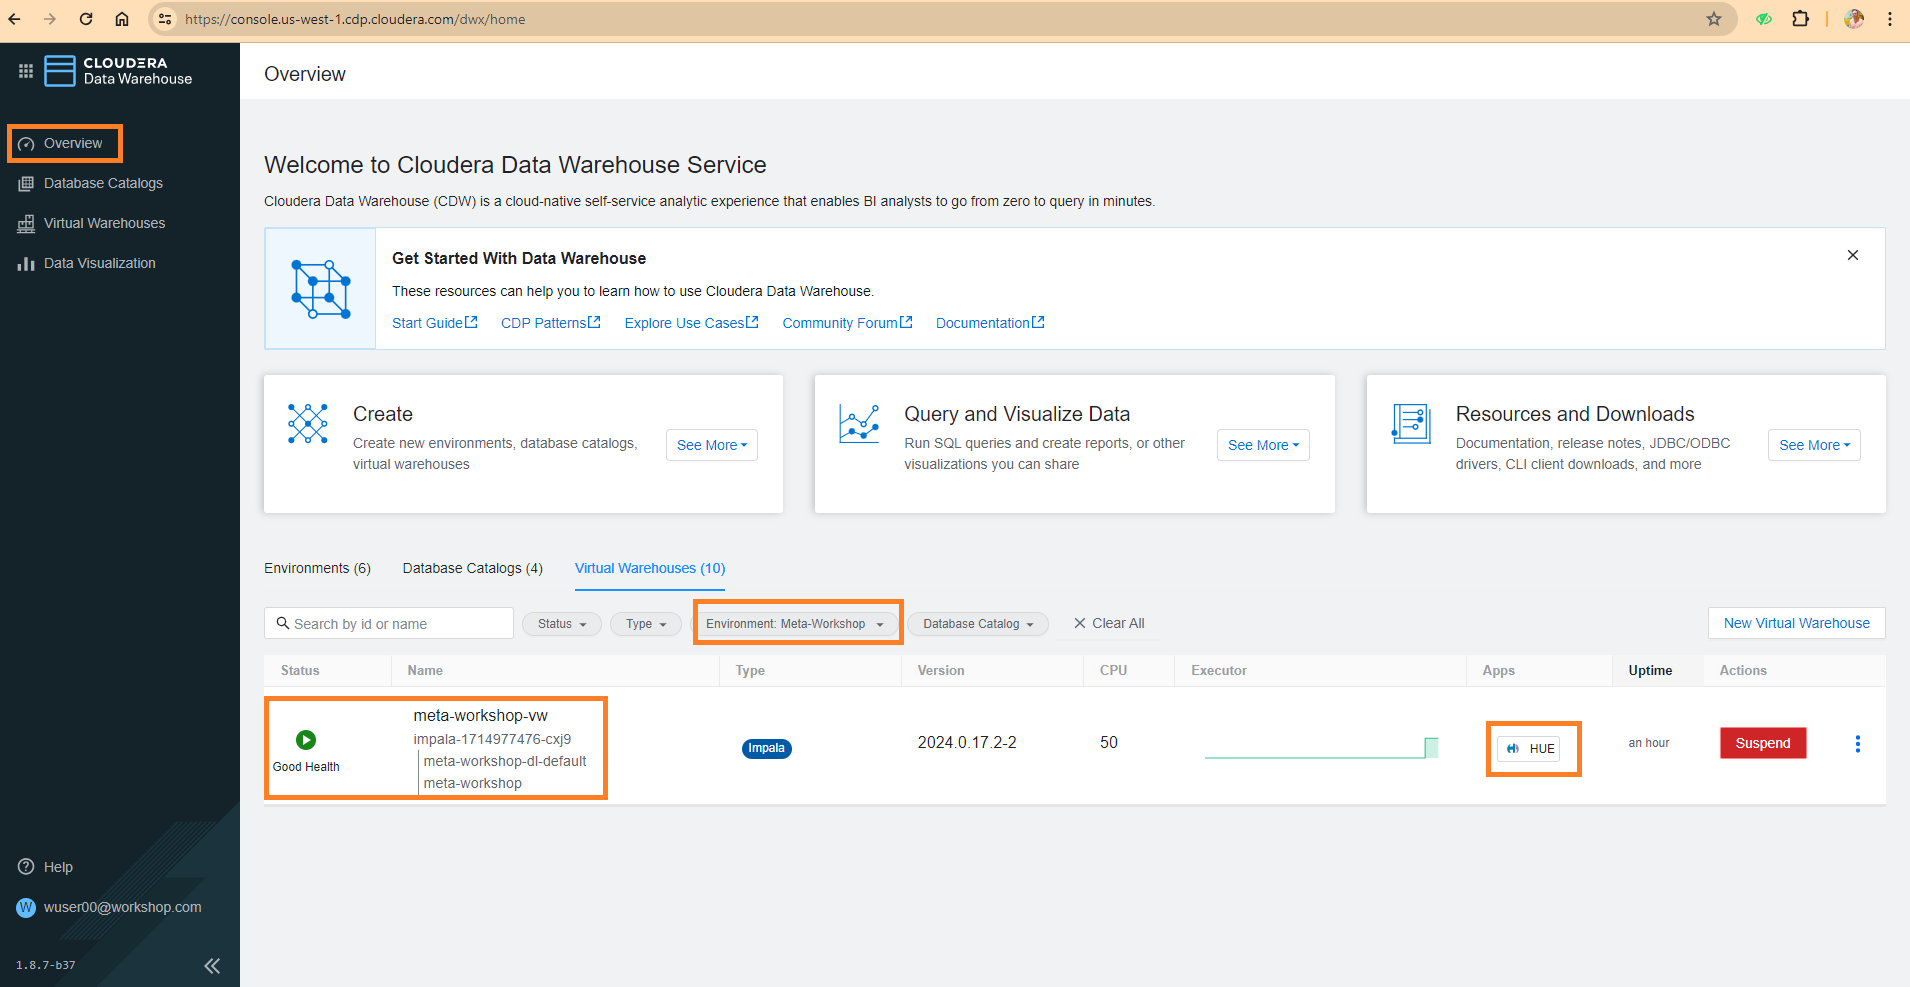 https://console.us-west-1.cdp.cloudera.com/dwx/home
CLOUDERA
Data Warehouse
Overview
Database Catalogs
Virtual Warehouses
Data Visualization
Help
W
wuser00@workshop.com
1.8.7-b37
Overview
Welcome to Cloudera Data Warehouse Service
Cloudera Data Warehouse (CDW) is a cloud-native self-service analytic experience that enables BI analysts to go from zero to query in minutes.
Get Started With Data Warehouse
These resources can help you to learn how to use Cloudera Data Warehouse.
Start Guide CDP Patterns Explore Use Cases Community Forum Documentation
Create
Create new environments, database catalogs,
virtual warehouses
See More
Query and Visualize Data
Run SQL queries and create reports, or other
visualizations you can share
See More
Resources and Downloads
Documentation, release notes, JDBC/ODBC
drivers, CLI client downloads, and more
See More
Environments (6) Database Catalogs (4) Virtual Warehouses (10)
Search by id or name Status Type Environment: Meta-Workshop Database Catalog Clear All New Virtual Warehouse
Status Name Type Version CPU Executor Apps Uptime Actions
Good Health
meta-workshop-vw
impala-1714977476-cxj9
meta-workshop-dl-default
meta-workshop
Impala
2024.0.17.2-2
50
HUE
an hour
Suspend